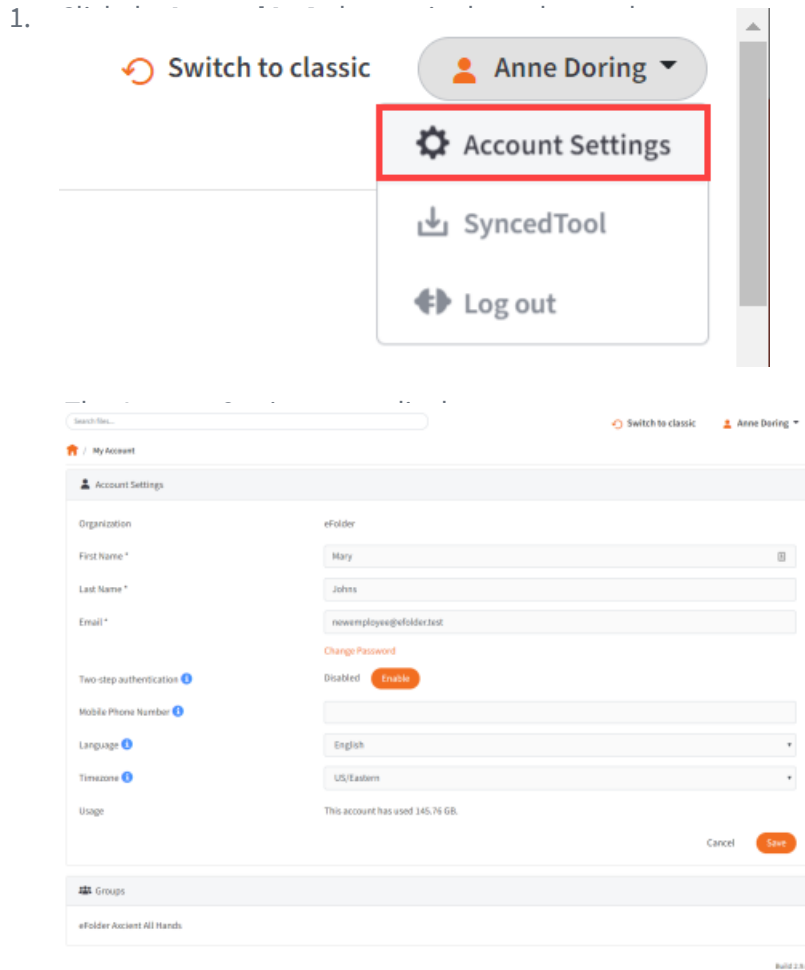 1.
Switch to classic Anne Doring
Account Settings
SyncedTool
Log out
Search files...
Switch to classic Anne Doring
/ My Account
Account Settings
Organization eFolder
First Name * Mary
Last Name * Johns
Email * newemployee@efolder.test
Change Password
Two-step authentication Disabled Enable
Mobile Phone Number
Language English
Timezone US/Eastern
Usage This account has used 145.76 GB.
Cancel Save
Groups
eFolder Axcient All Hands